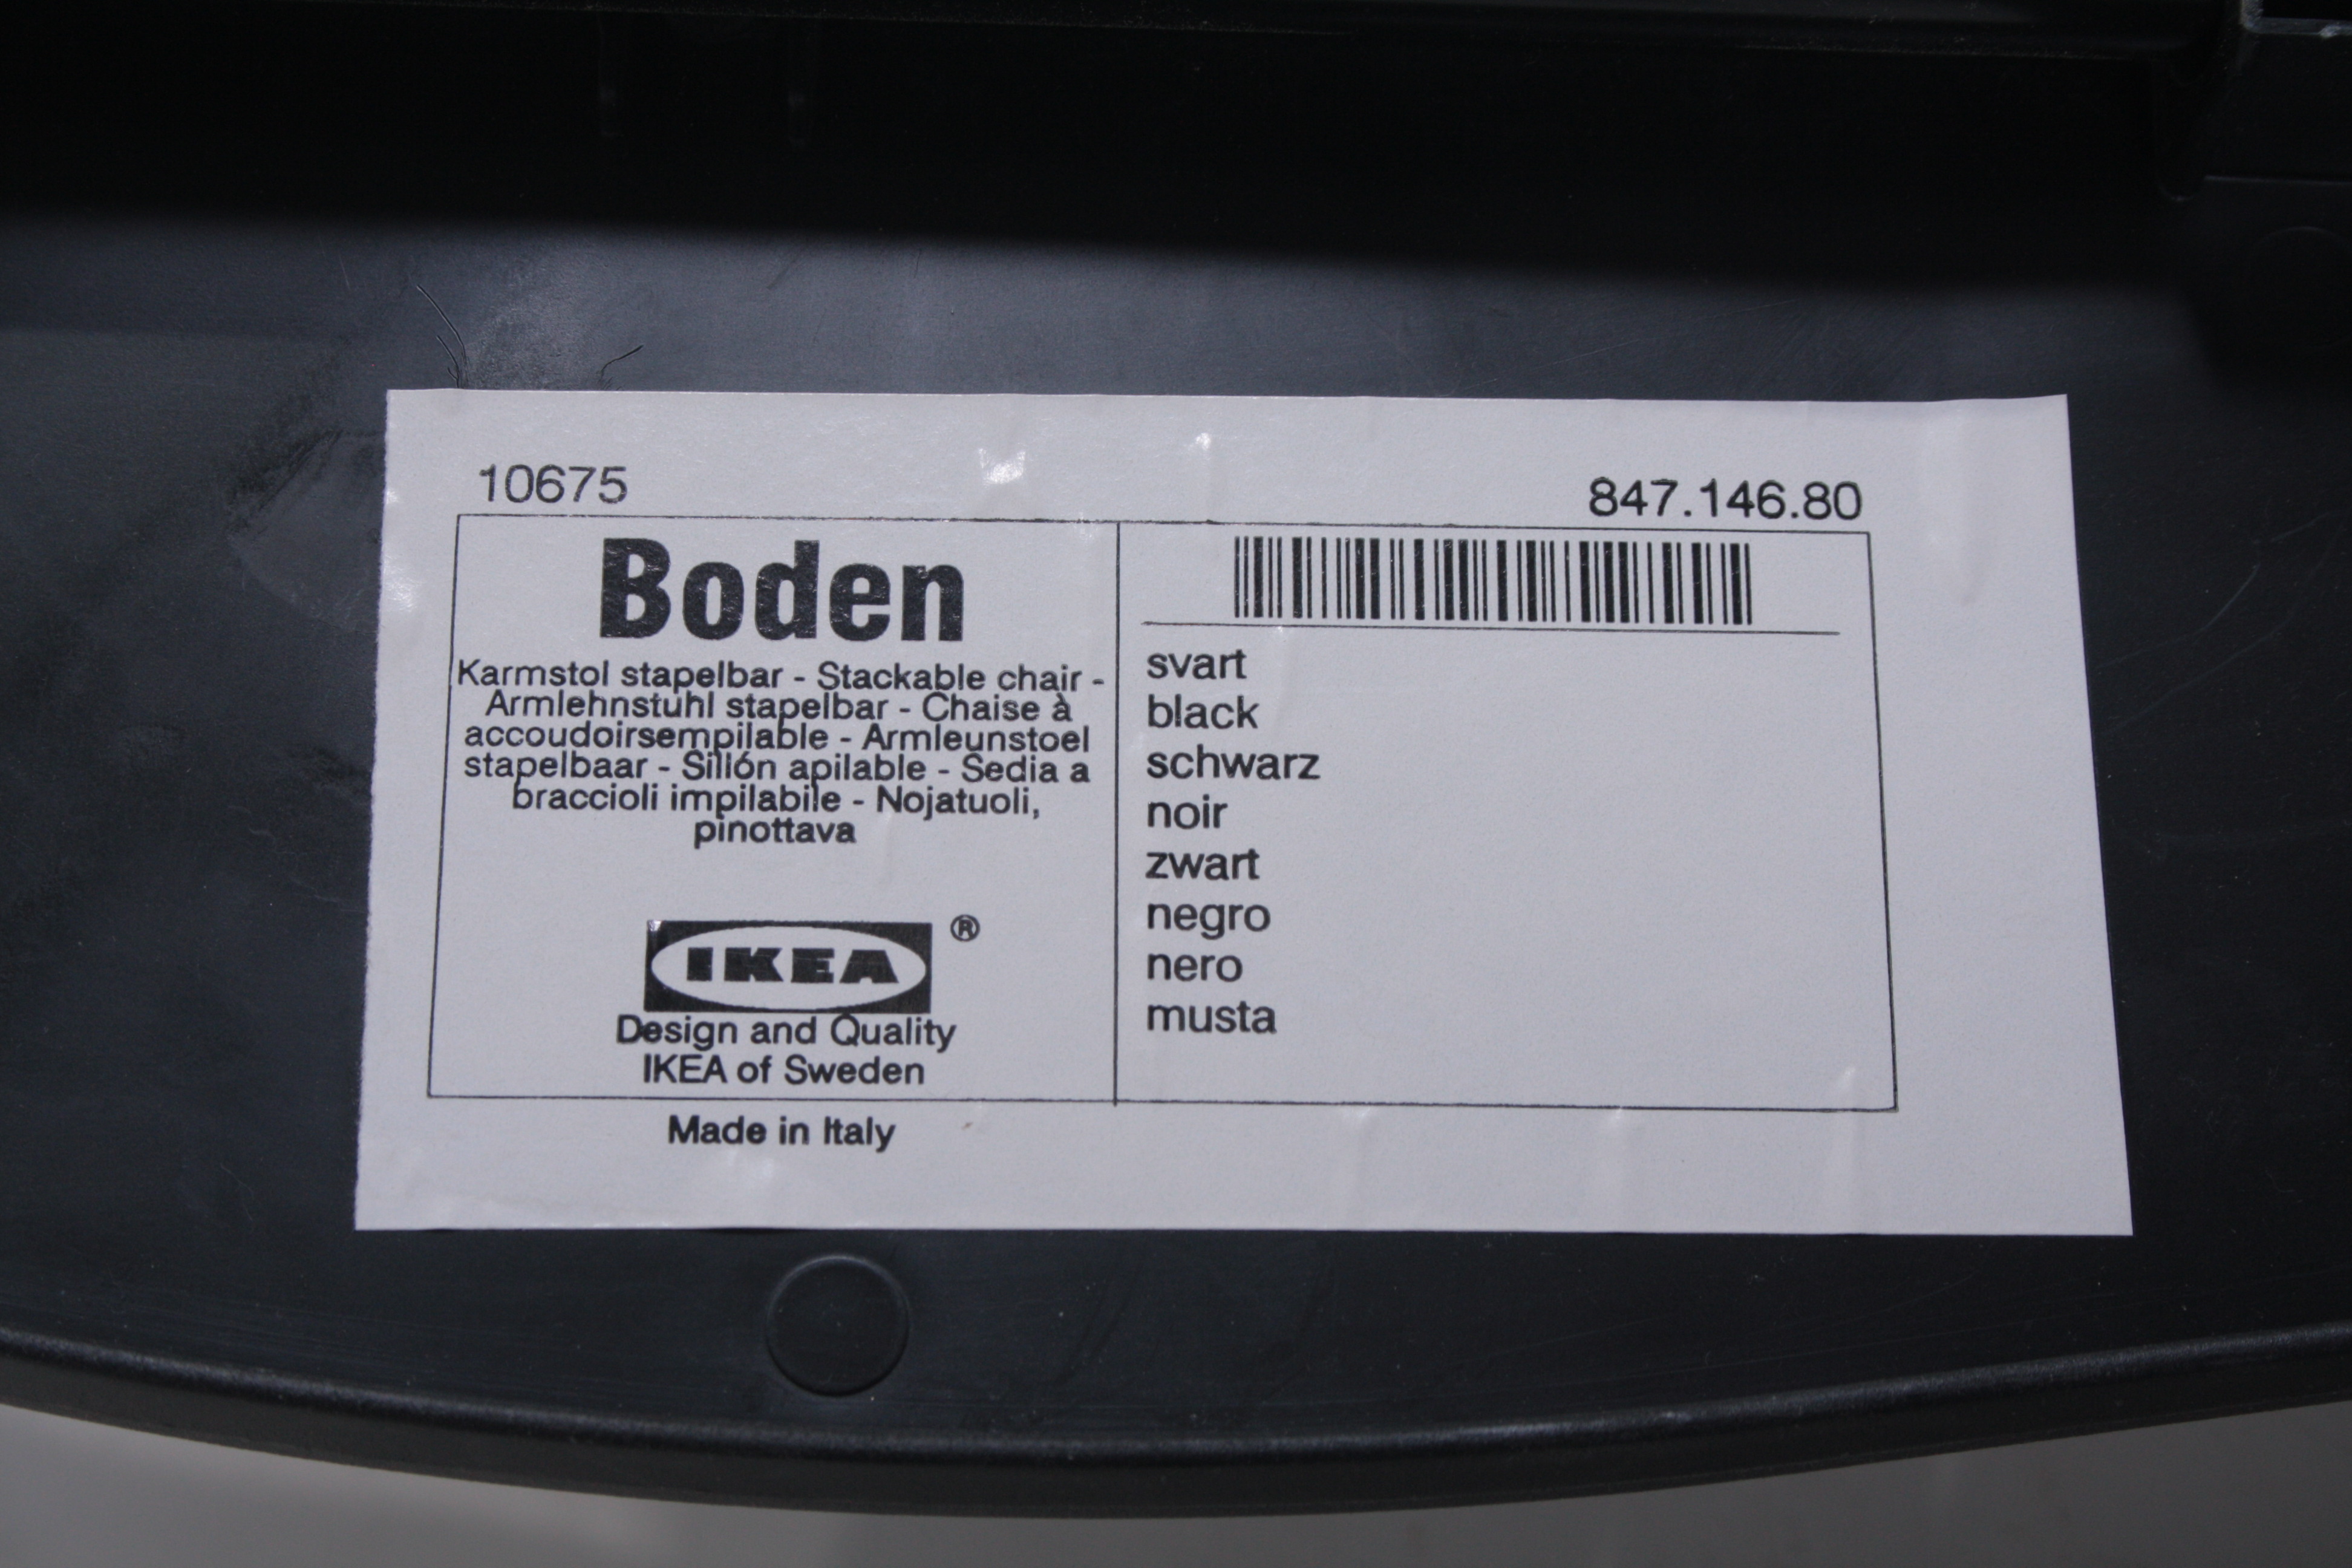 10675
847.146.80
Boden
Karmstol stapelbar - Stackable chair -
Armlehnstuhl stapelbar - Chaise à
accoudoirsempilable - Armleunstoel
stapelbaar - Sillón apilable - Sedia a
braccioli impilabile - Nojatuoli,
pinottava
IKEA ®
Design and Quality
IKEA of Sweden
Made in Italy
svart
black
schwarz
noir
zwart
negro
nero
musta